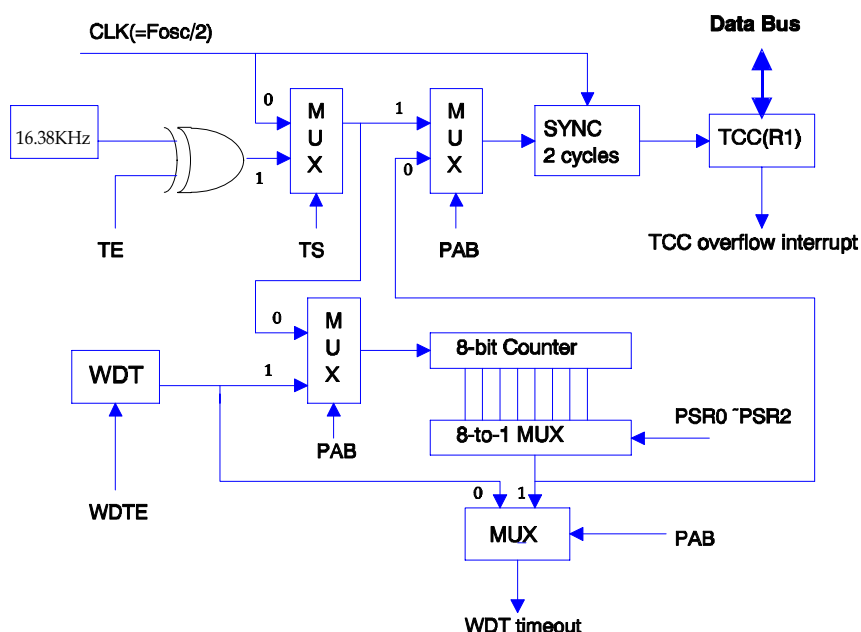 CLK(=Fosc/2)
Data Bus
0
M
U
X
1
M
U
X
0
16.38KHz
1
SYNC
2 cycles
TCC(R1)
TE
TS
PAB
TCC overflow interrupt
0
M
U
X
1
8-bit Counter
WDT
PAB
8-to-1 MUX
PSR0 ~PSR2
WDTE
0
1
MUX
PAB
WDT timeout